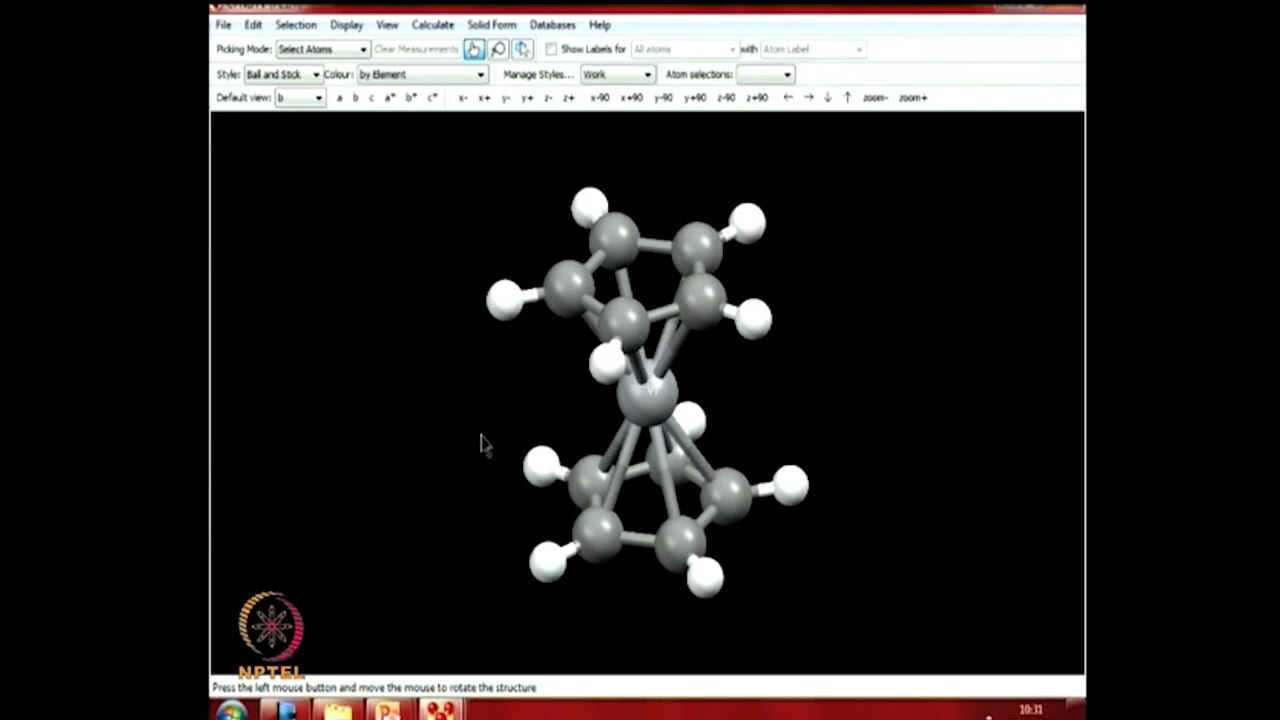 File Edit Selection Display View Calculate Solid Form Databases Help
Picking Mode: Select Atoms Clear Measurements Show Labels for All atoms with Atom Label
Style: Ball and Stick Colour: by Element Manage Styles... Work Atom selections:
Default view: b a b c a* b* c* x- x+ y- y+ z- z+ x-90 x+90 y-90 y+90 z-90 z+90 ← → ↓ ↑ zoom- zoom+
NPTEL
Press the left mouse button and move the mouse to rotate the structure
10:31